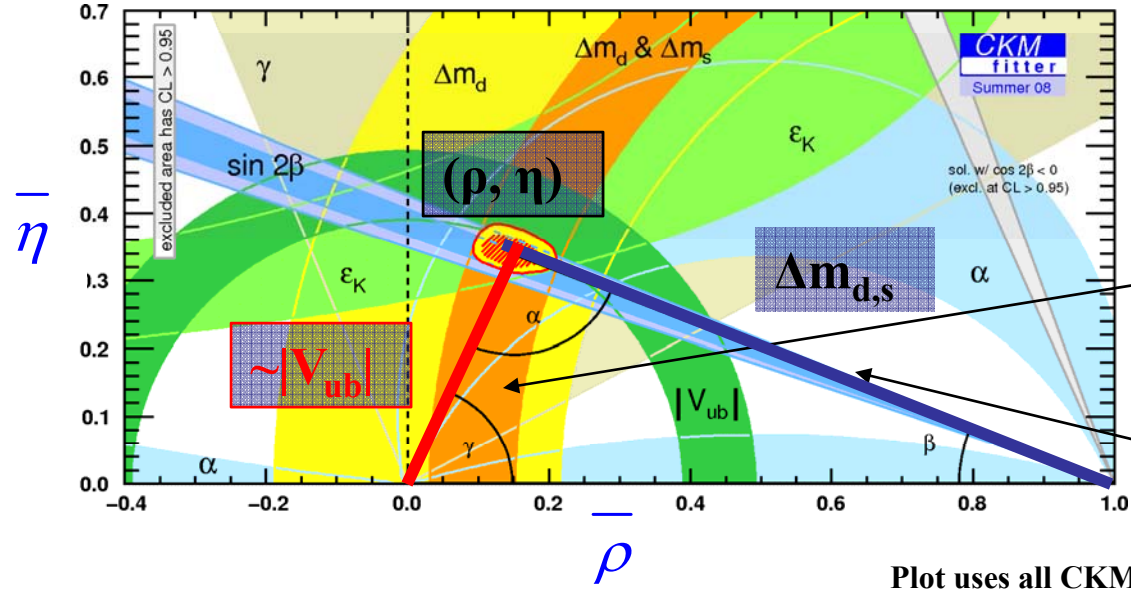 0.7
0.6
0.5
0.4
0.3
0.2
0.1
0.0
−0.4
−0.2
0.0
0.2
0.4
0.6
0.8
1.0
η̅
ρ̅
excluded area has CL > 0.95
γ
Δm_d
Δm_d & Δm_s
CKM
fitter
Summer 08
ε_K
sin 2β
(ρ, η)
sol. w/ cos 2β < 0
(excl. at CL > 0.95)
ε_K
Δm_d,s
α
α
~|V_ub|
|V_ub|
γ
β
α
Plot uses all CKM